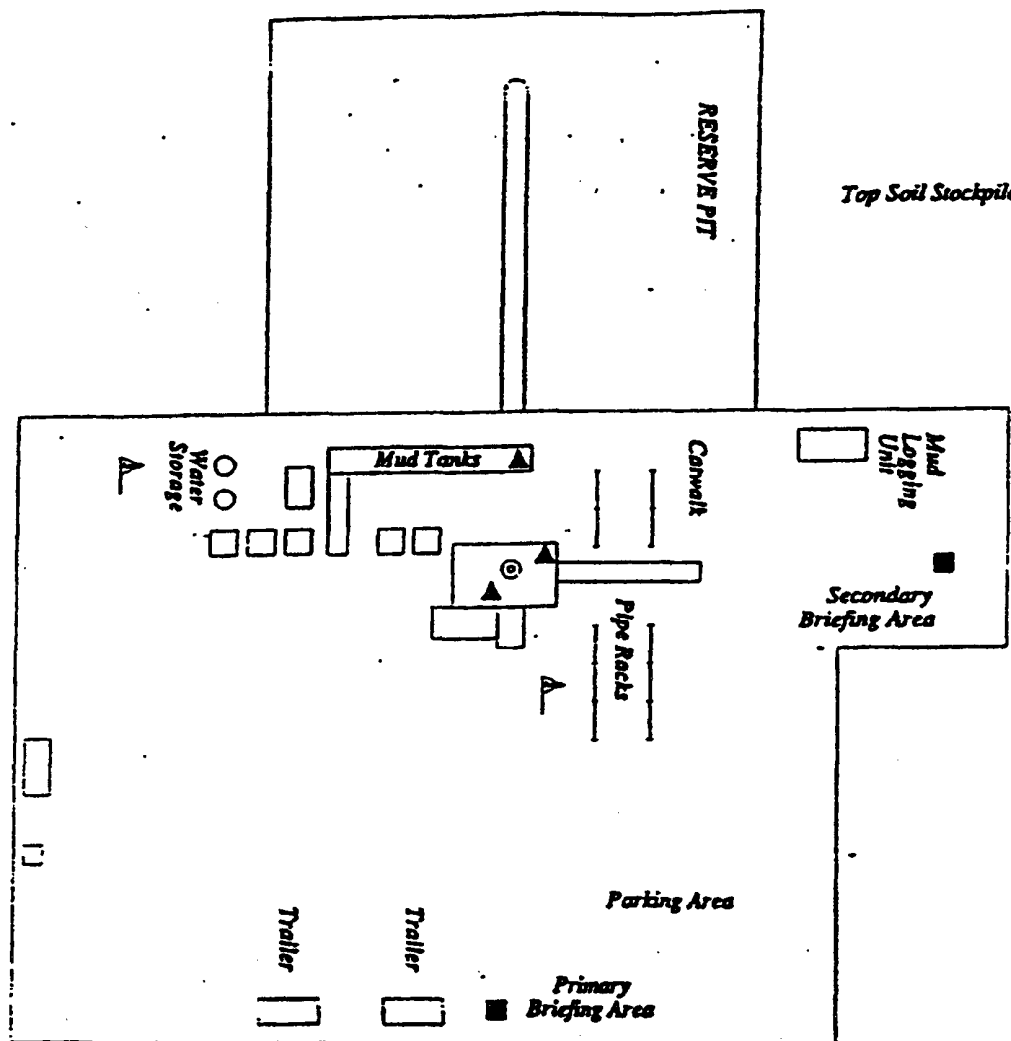 RESERVE PIT
Top Soil Stockpile
Water
Storage
Mud Tanks
Catwalk
Mud
Logging
Unit
Secondary
Briefing Area
Pipe Racks
Parking Area
Trailer
Trailer
Primary
Briefing Area